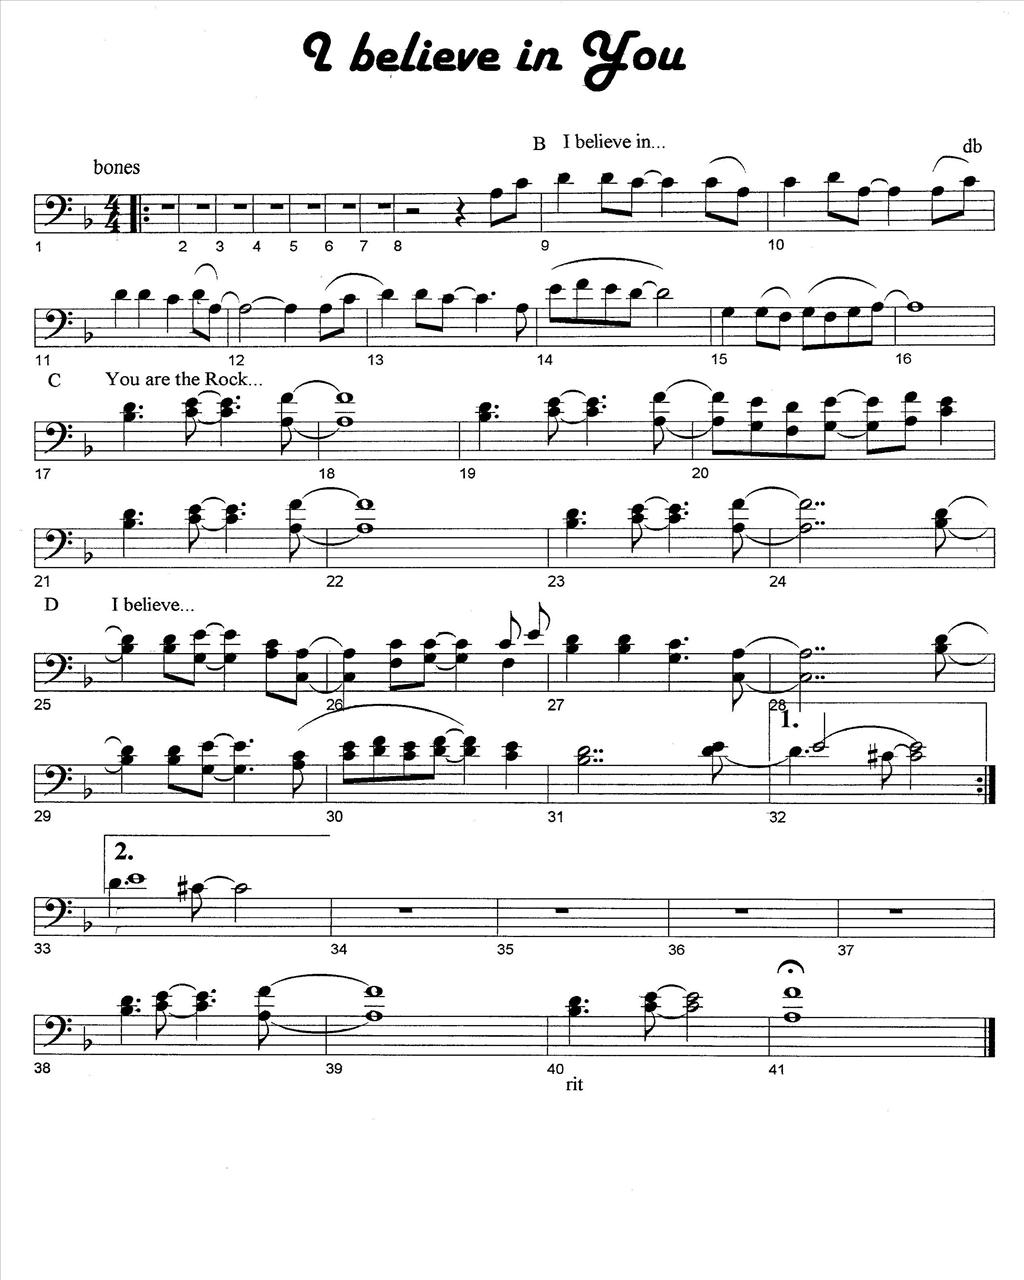 I believe in You
B I believe in... db
bones
1 2 3 4 5 6 7 8 9 10
11 12 13 14 15 16
C You are the Rock...
17 18 19 20
21 22 23 24
D I believe...
25 26 27 28
1.
29 30 31 32
2.
33 34 35 36 37
38 39 40 41
rit